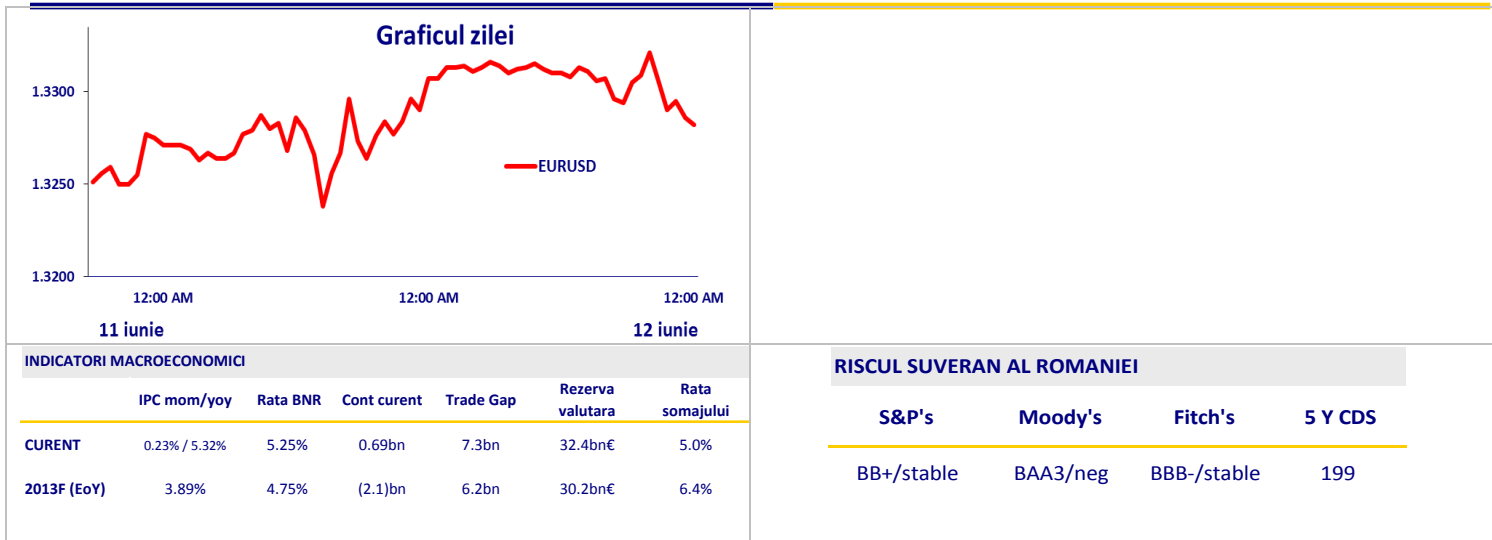 Graficul zilei
1.3300
1.3250
1.3200
EURUSD
12:00 AM 12:00 AM 12:00 AM
11 iunie 12 iunie
INDICATORI MACROECONOMICI
IPC mom/yoy Rata BNR Cont curent Trade Gap Rezerva valutara Rata somajului
CURENT 0.23% / 5.32% 5.25% 0.69bn 7.3bn 32.4bn€ 5.0%
2013F (EoY) 3.89% 4.75% (2.1)bn 6.2bn 30.2bn€ 6.4%
RISCUL SUVERAN AL ROMANIEI
S&P's Moody's Fitch's 5 Y CDS
BB+/stable BAA3/neg BBB-/stable 199